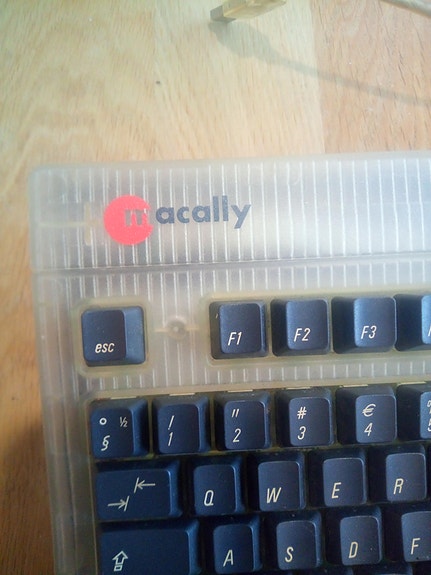 macally
esc F1 F2 F3
° ½ ! " # €
§ 1 2 3 4
Q W E R
A S D F